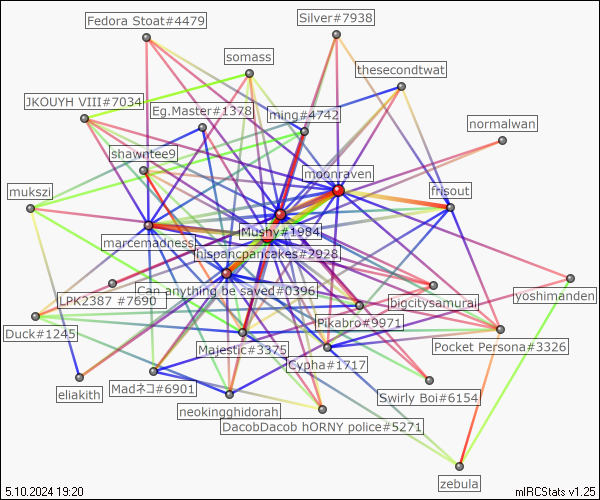 Fedora Stoat#4479
Silver#7938
somass
thesecondtwat
JKOUYH VIII#7034
Eg.Master#1378
ming#4742
normalwan
shawntee9
moonraven
mukszi
frisout
Mushy#1984
marcemadness
hispancpancakes#2928
Can anything be saved#0396
LPK2387 #7690
bigcitysamurai
yoshimanden
Pikabro#9971
Duck#1245
Majestic#3375
Pocket Persona#3326
Cypha#1717
Madネコ#6901
eliakith
Swirly Boi#6154
neokingghidorah
DacobDacob hORNY police#5271
zebula
5.10.2024 19:20
mIRCStats v1.25